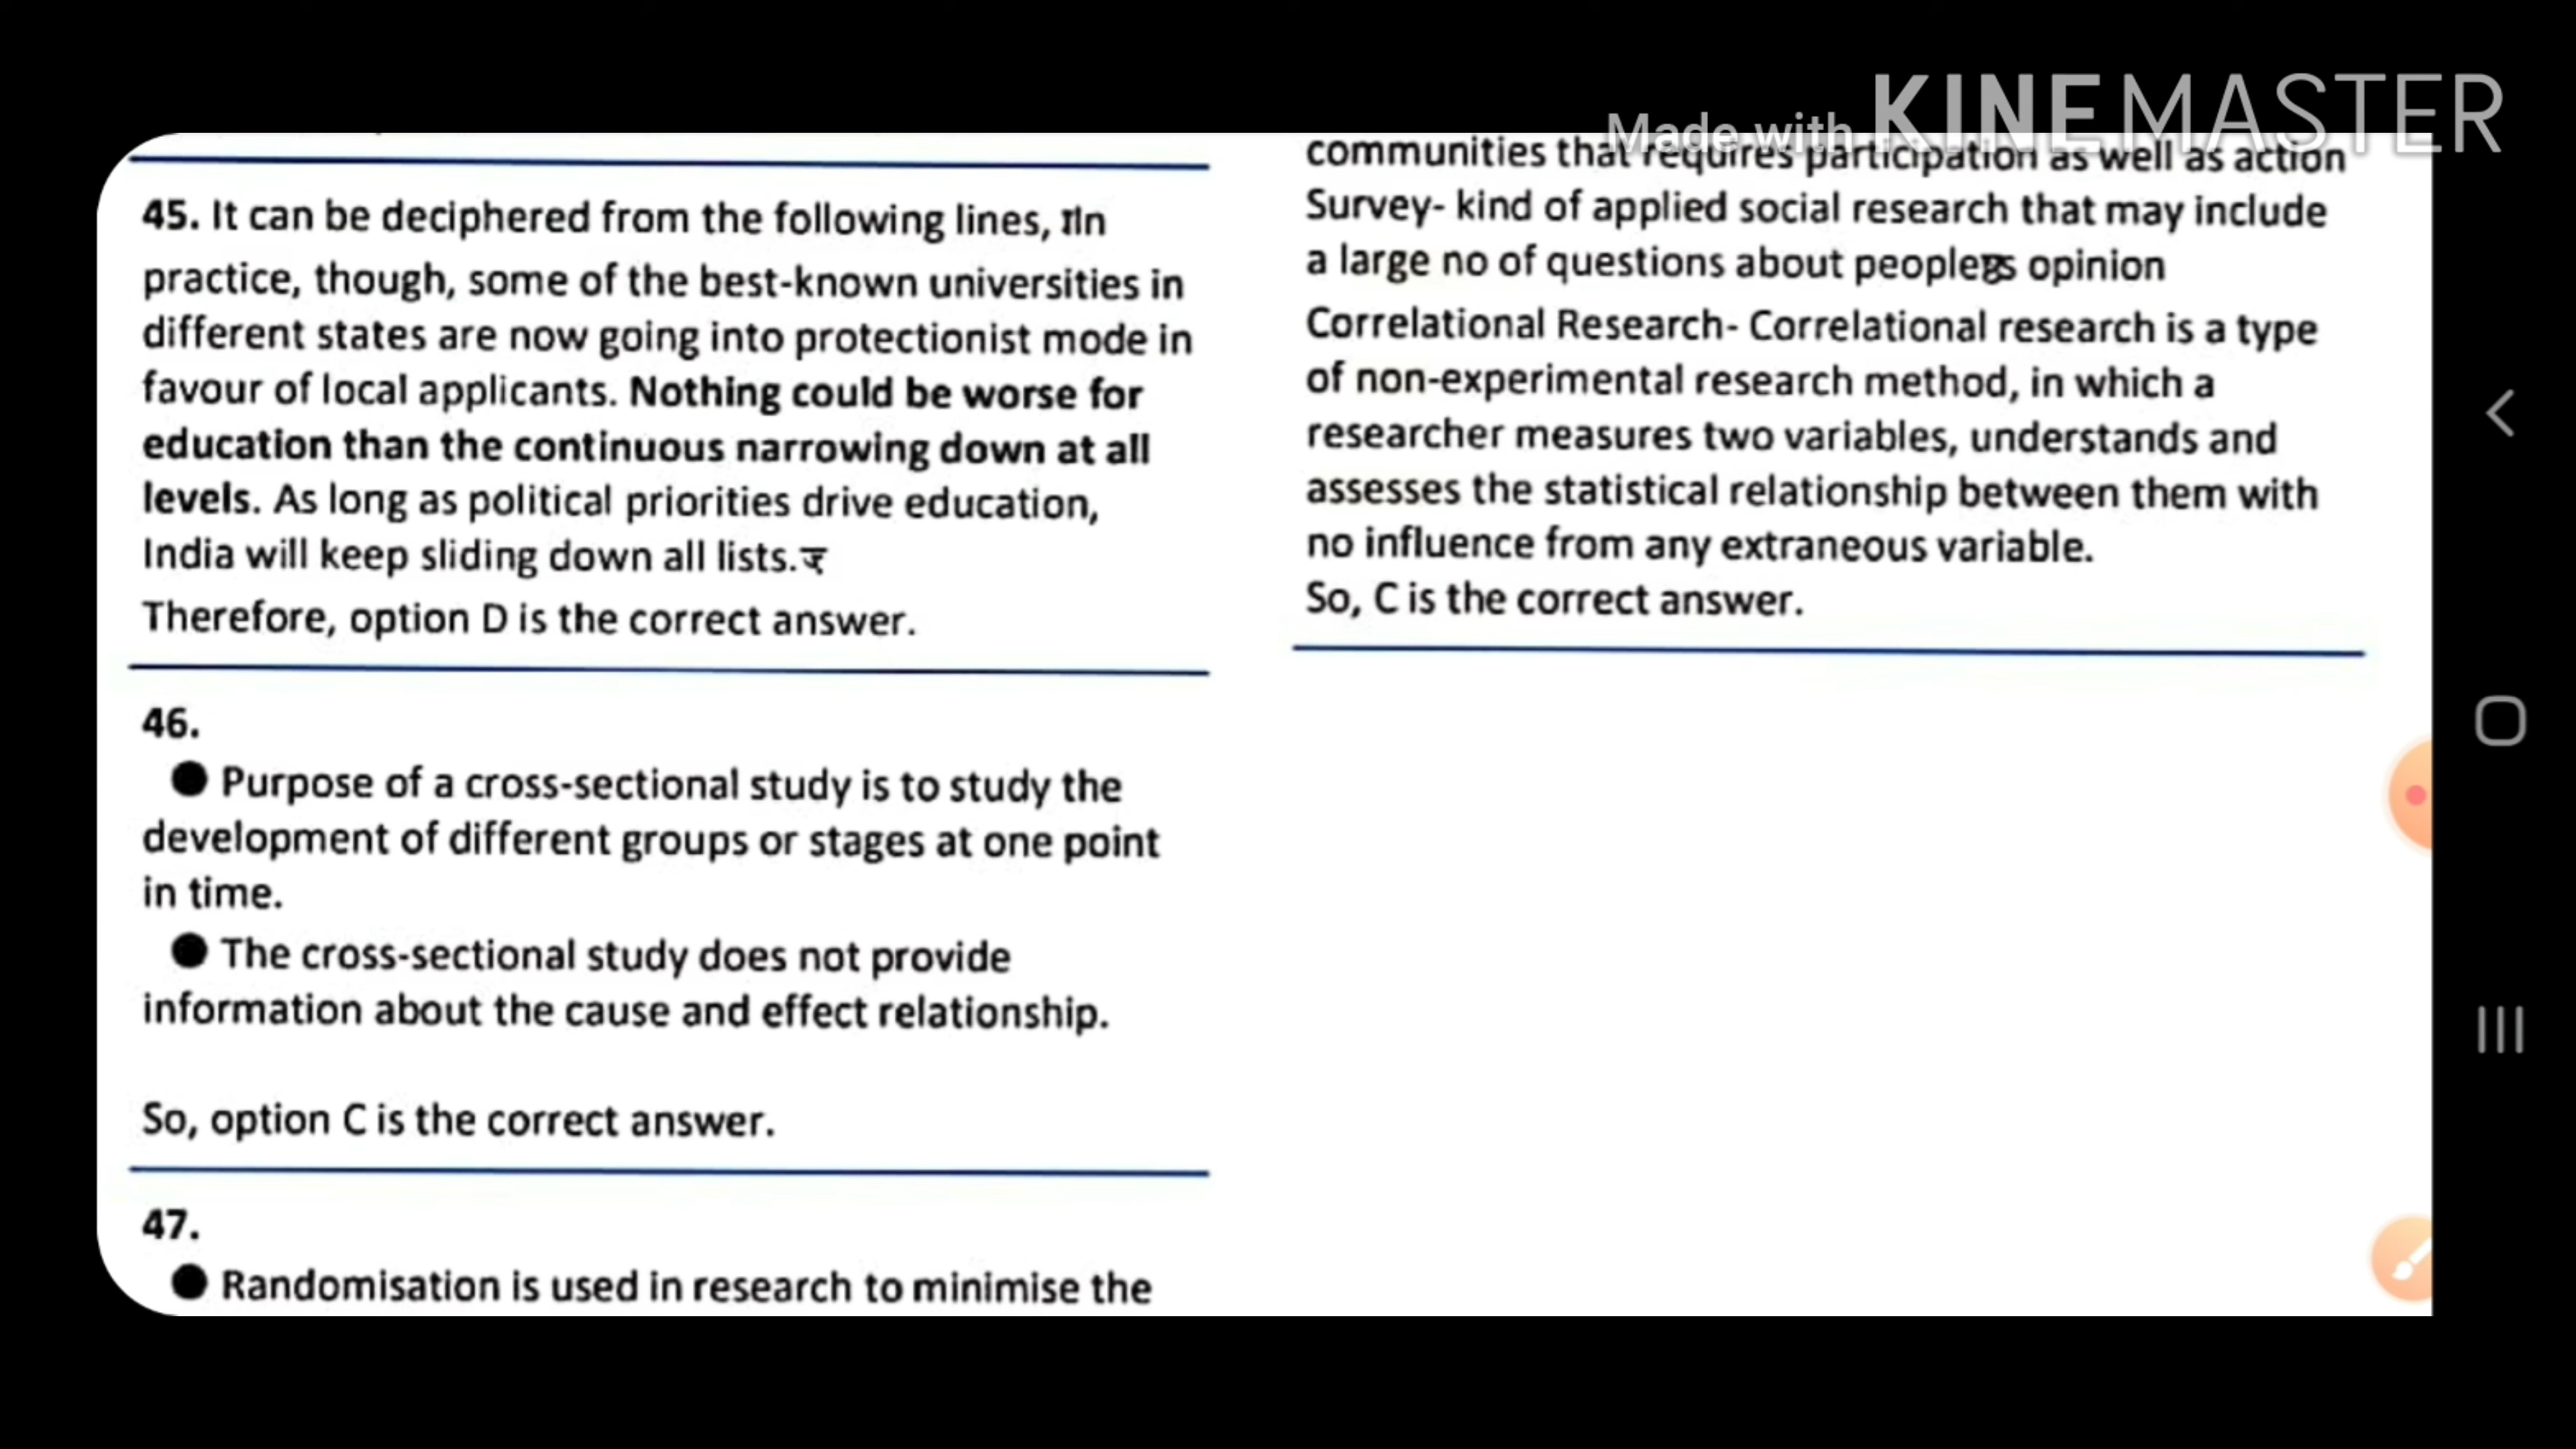 Made with KINEMASTER
45. It can be deciphered from the following lines, In
practice, though, some of the best-known universities in
different states are now going into protectionist mode in
favour of local applicants. Nothing could be worse for
education than the continuous narrowing down at all
levels. As long as political priorities drive education,
India will keep sliding down all lists.
Therefore, option D is the correct answer.
46.
● Purpose of a cross-sectional study is to study the
development of different groups or stages at one point
in time.
● The cross-sectional study does not provide
information about the cause and effect relationship.
So, option C is the correct answer.
47.
● Randomisation is used in research to minimise the
communities that requires participation as well as action
Survey- kind of applied social research that may include
a large no of questions about opinion
Correlational Research- Correlational research is a type
of non-experimental research method, in which a
researcher measures two variables, understands and
assesses the statistical relationship between them with
no influence from any extraneous variable.
So, C is the correct answer.